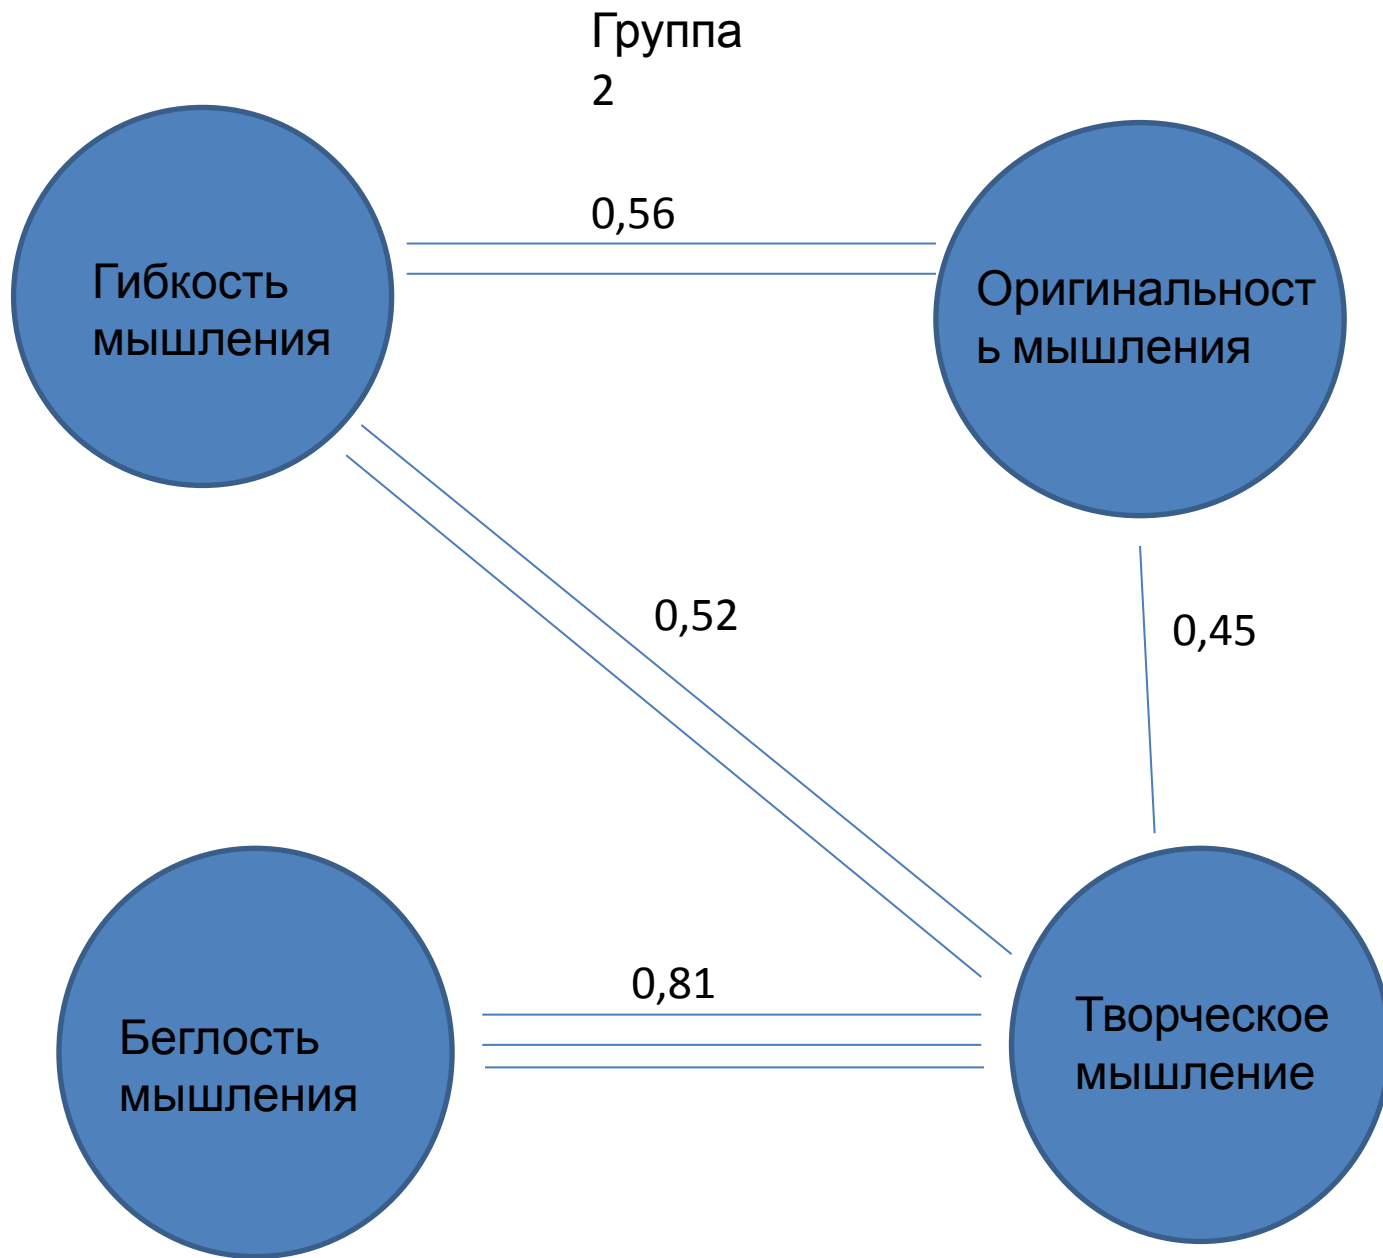 Группа
2
0,56
Гибкость
мышления
Оригинальност
ь мышления
0,52
0,45
0,81
Беглость
мышления
Творческое
мышление